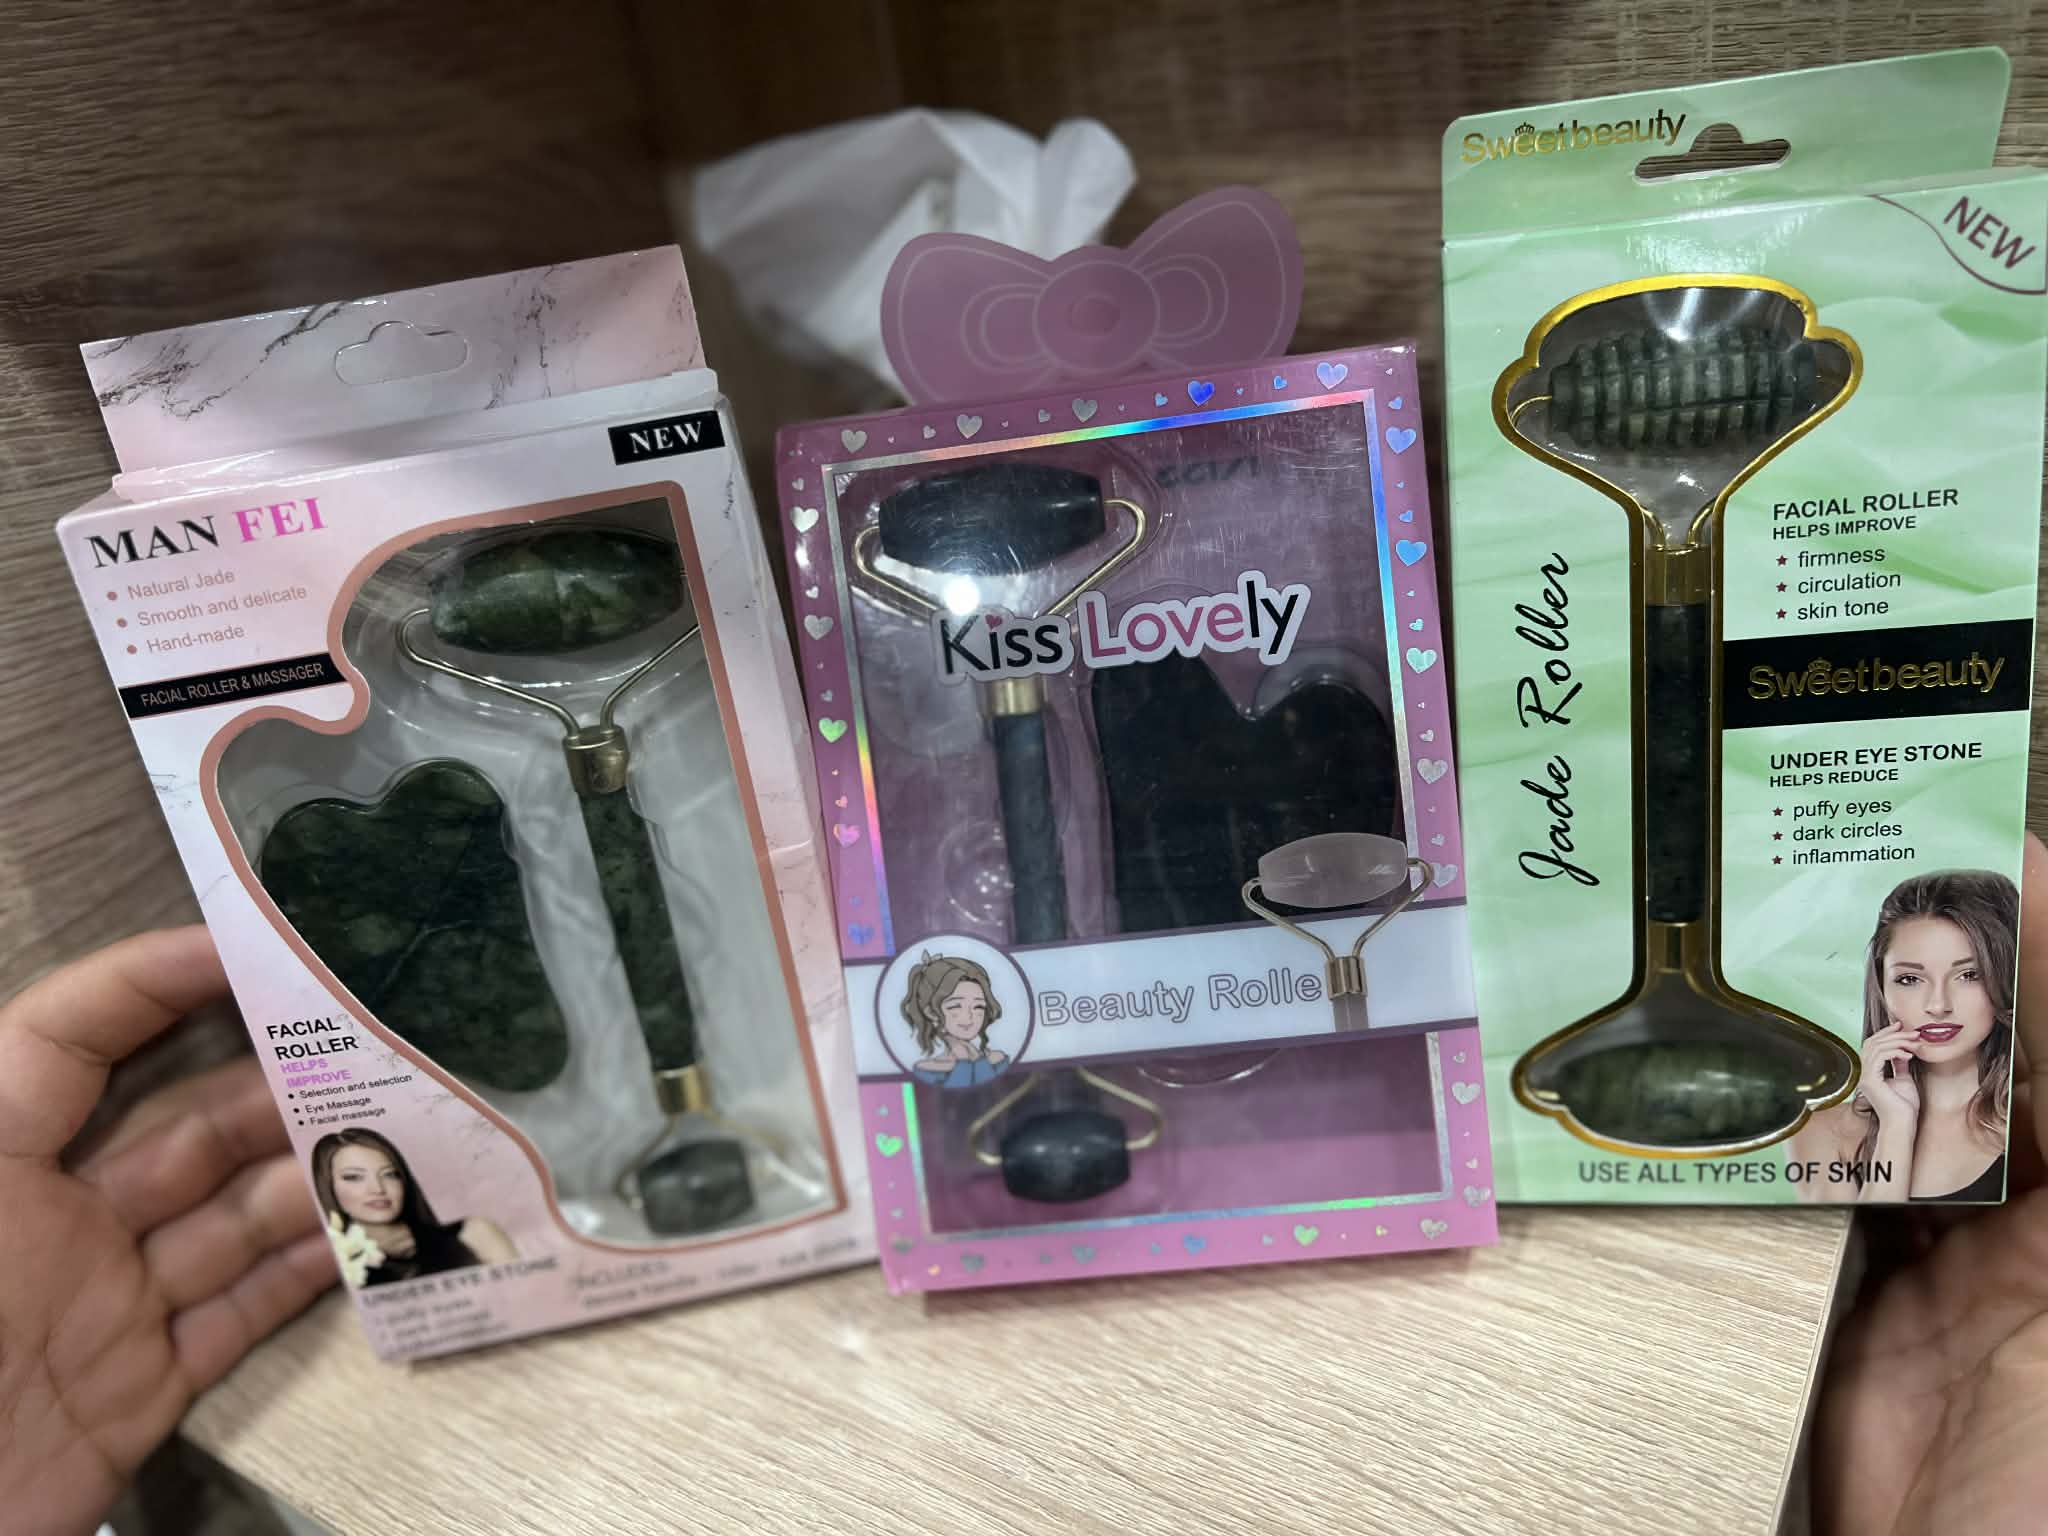 NEW
MAN FEI
Natural Jade
Smooth and delicate
Hand-made
FACIAL ROLLER & MASSAGER
FACIAL
ROLLER
HELPS
IMPROVE
Selection and selection
Eye Massage
Facial massage
UNDER EYE STONE
puffy eyes
INCLUDES
Kiss Lovely
Beauty Rolle
Sweetbeauty
NEW
Jade Roller
FACIAL ROLLER
HELPS IMPROVE
firmness
circulation
skin tone
Sweetbeauty
UNDER EYE STONE
HELPS REDUCE
puffy eyes
dark circles
inflammation
USE ALL TYPES OF SKIN